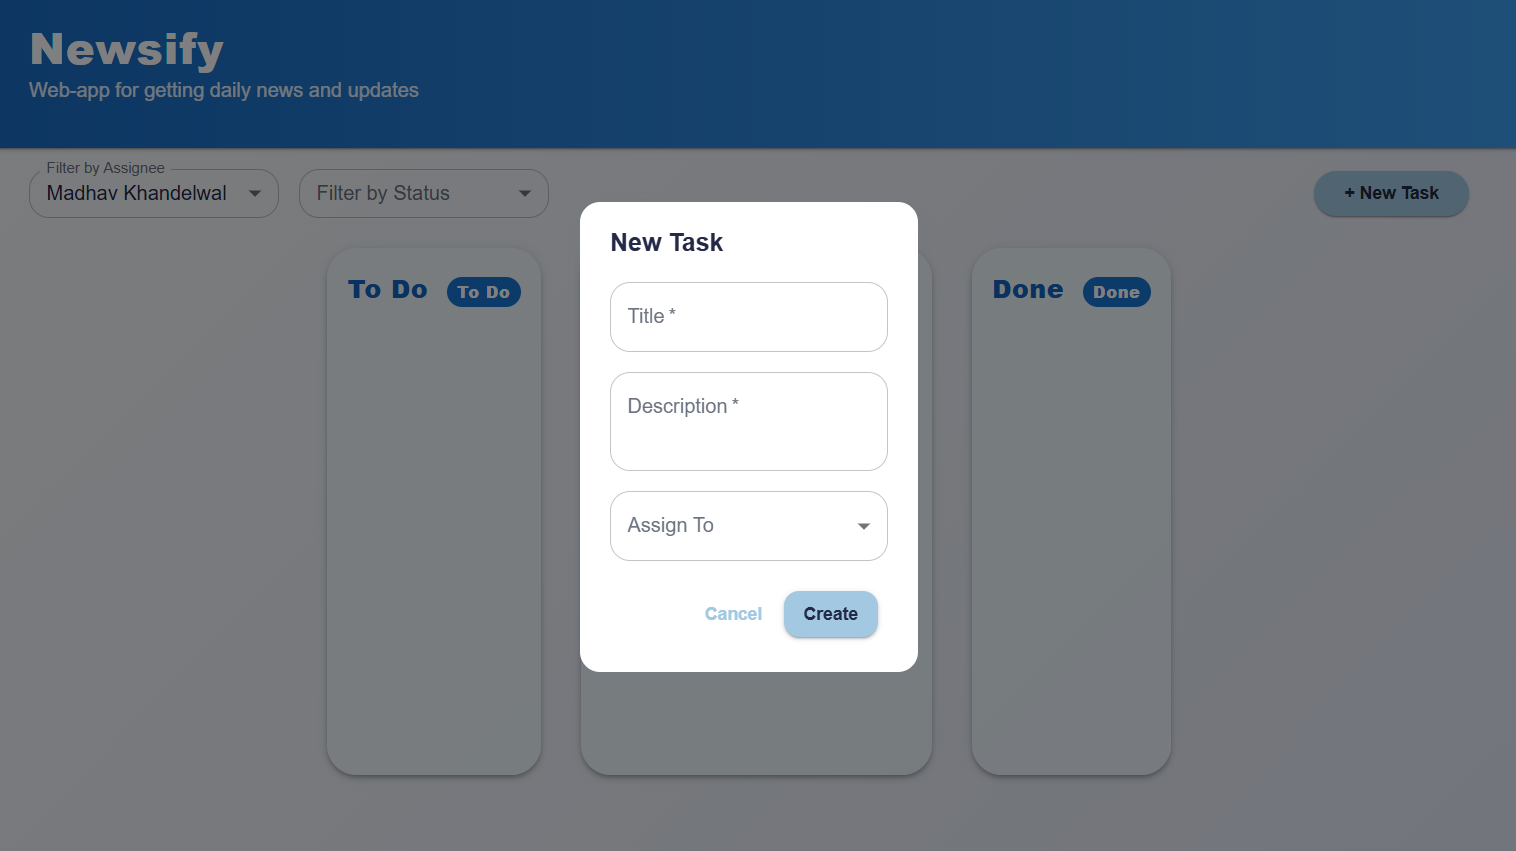 Newsify
Web-app for getting daily news and updates
Filter by Assignee
Madhav Khandelwal
Filter by Status
+ New Task
To Do
To Do
Done
Done
New Task
Title *
Description *
Assign To
Cancel
Create